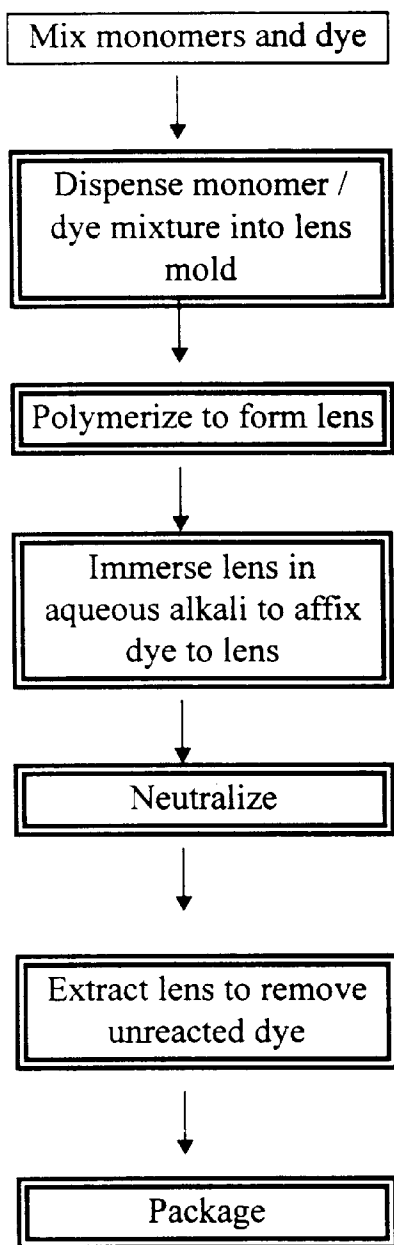 Mix monomers and dye
Dispense monomer /
dye mixture into lens
mold
Polymerize to form lens
Immerse lens in
aqueous alkali to affix
dye to lens
Neutralize
Extract lens to remove
unreacted dye
Package